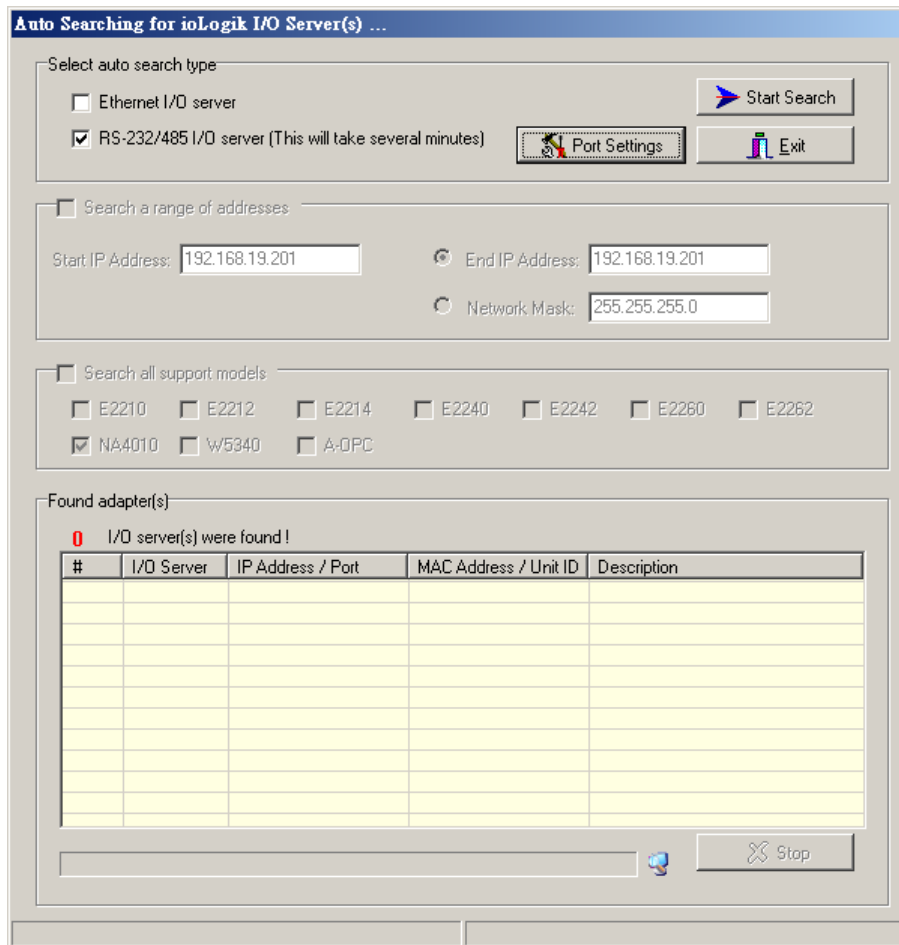 Auto Searching for ioLogik I/O Server(s) ...
Select auto search type
Ethernet I/O server
Start Search
RS-232/485 I/O server (This will take several minutes)
Port Settings
Exit
Search a range of addresses
Start IP Address: 192.168.19.201
End IP Address: 192.168.19.201
Network Mask: 255.255.255.0
Search all support models
E2210 E2212 E2214 E2240 E2242 E2260 E2262
NA4010 W5340 A-OPC
Found adapter(s)
0 I/O server(s) were found !
# I/O Server IP Address / Port MAC Address / Unit ID Description
Stop